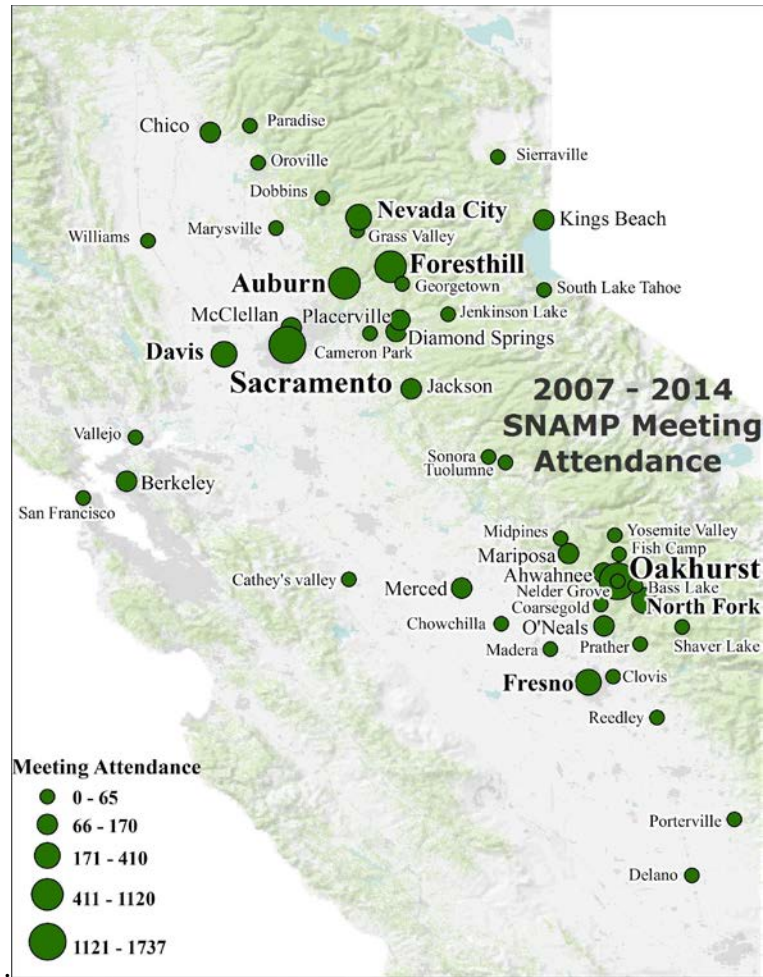 Chico
Paradise
Oroville
Sierraville
Dobbins
Nevada City
Kings Beach
Marysville
Grass Valley
Williams
Foresthill
Auburn
Georgetown
South Lake Tahoe
McClellan
Placerville
Jenkinson Lake
Diamond Springs
Davis
Cameron Park
Sacramento
Jackson
2007 - 2014
SNAMP Meeting
Attendance
Vallejo
Sonora
Tuolumne
Berkeley
San Francisco
Midpines
Yosemite Valley
Mariposa
Fish Camp
Oakhurst
Ahwahnee
Cathey's valley
Merced
Nelder Grove
Bass Lake
Coarsegold
North Fork
Chowchilla
O'Neals
Madera
Prather
Shaver Lake
Fresno
Clovis
Reedley
Meeting Attendance
0 - 65
66 - 170
171 - 410
411 - 1120
1121 - 1737
Porterville
Delano
.